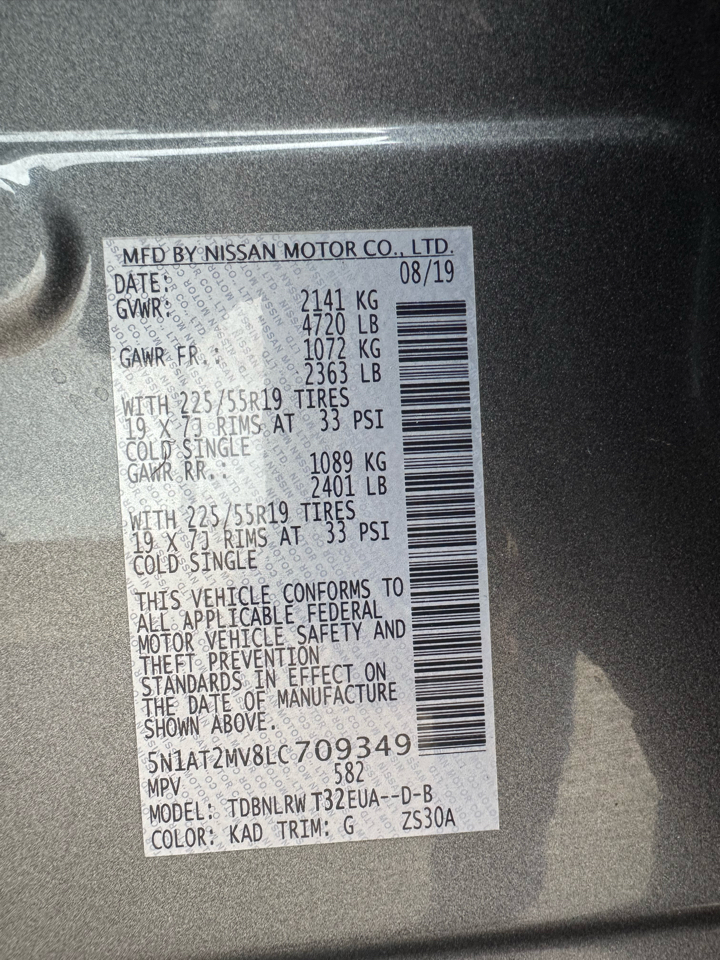 MFD BY NISSAN MOTOR CO., LTD.
DATE: 08/19
GVWR: 2141 KG
4720 LB
GAWR FR.: 1072 KG
2363 LB
WITH 225/55R19 TIRES
19 X 7J RIMS AT 33 PSI
COLD SINGLE
GAWR RR.: 1089 KG
2401 LB
WITH 225/55R19 TIRES
19 X 7J RIMS AT 33 PSI
COLD SINGLE
THIS VEHICLE CONFORMS TO
ALL APPLICABLE FEDERAL
MOTOR VEHICLE SAFETY AND
THEFT PREVENTION
STANDARDS IN EFFECT ON
THE DATE OF MANUFACTURE
SHOWN ABOVE.
5N1AT2MV8LC709349
MPV 582
MODEL: TDBNLRWT32EUA--D-B
COLOR: KAD TRIM: G ZS30A